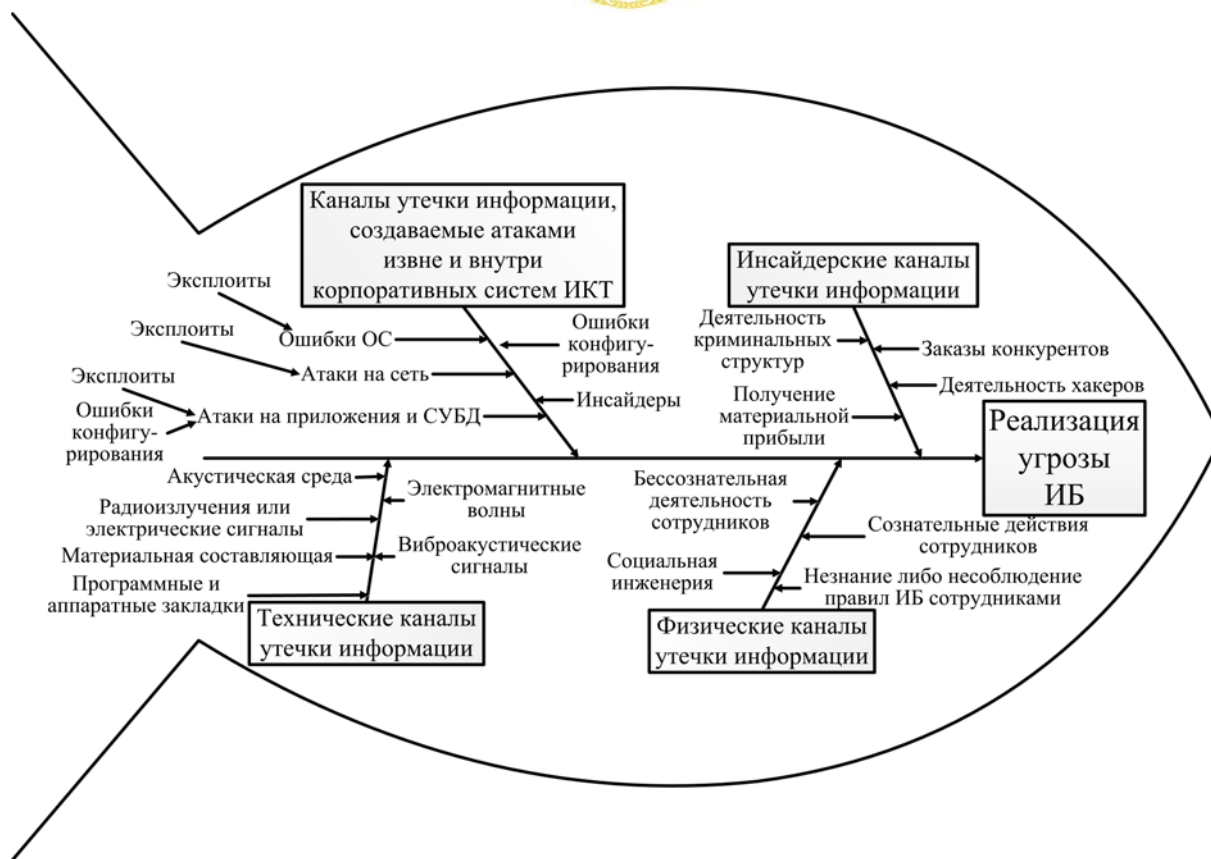 Каналы утечки информации,
создаваемые атаками
извне и внутри
корпоративных систем ИКТ
Инсайдерские каналы
утечки информации
Эксплоиты
Ошибки ОС
Эксплоиты
Атаки на сеть
Эксплоиты
Ошибки
конфигу-
рирования
Атаки на приложения и СУБД
Ошибки
конфигу-
рирования
Инсайдеры
Деятельность
криминальных
структур
Заказы конкурентов
Деятельность хакеров
Получение
материальной
прибыли
Реализация
угрозы
ИБ
Акустическая среда
Электромагнитные
волны
Радиоизлучения или
электрические сигналы
Материальная составляющая
Виброакустические
сигналы
Программные и
аппаратные закладки
Технические каналы
утечки информации
Бессознательная
деятельность
сотрудников
Сознательные действия
сотрудников
Социальная
инженерия
Незнание либо несоблюдение
правил ИБ сотрудниками
Физические каналы
утечки информации